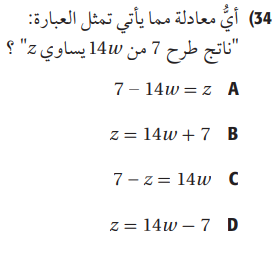 34) أيُّ معادلة مما يأتي تمثل العبارة:
"ناتج طرح 7 من 14w يساوي z" ؟
7 − 14w = z A
z = 14w + 7 B
7 − z = 14w C
z = 14w − 7 D